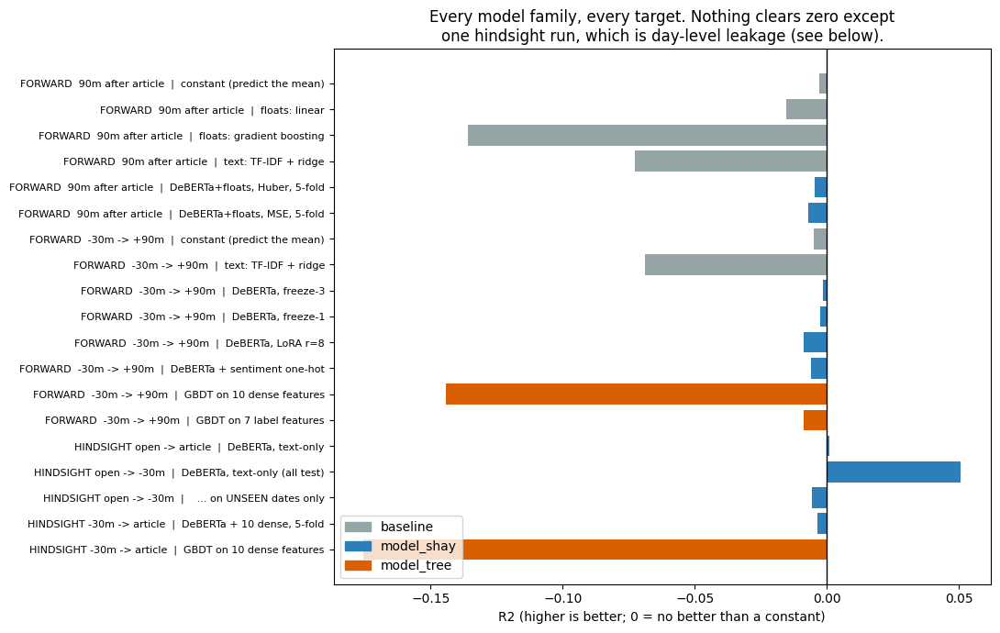 Every model family, every target. Nothing clears zero except
one hindsight run, which is day-level leakage (see below).
FORWARD  90m after article  |  constant (predict the mean)
FORWARD  90m after article  |  floats: linear
FORWARD  90m after article  |  floats: gradient boosting
FORWARD  90m after article  |  text: TF-IDF + ridge
FORWARD  90m after article  |  DeBERTa+floats, Huber, 5-fold
FORWARD  90m after article  |  DeBERTa+floats, MSE, 5-fold
FORWARD  -30m -> +90m  |  constant (predict the mean)
FORWARD  -30m -> +90m  |  text: TF-IDF + ridge
FORWARD  -30m -> +90m  |  DeBERTa, freeze-3
FORWARD  -30m -> +90m  |  DeBERTa, freeze-1
FORWARD  -30m -> +90m  |  DeBERTa, LoRA r=8
FORWARD  -30m -> +90m  |  DeBERTa + sentiment one-hot
FORWARD  -30m -> +90m  |  GBDT on 10 dense features
FORWARD  -30m -> +90m  |  GBDT on 7 label features
HINDSIGHT open -> article  |  DeBERTa, text-only
HINDSIGHT open -> -30m  |  DeBERTa, text-only (all test)
HINDSIGHT open -> -30m  |    ... on UNSEEN dates only
HINDSIGHT -30m -> article  |  DeBERTa + 10 dense, 5-fold
HINDSIGHT -30m -> article  |  GBDT on 10 dense features
baseline
model_shay
model_tree
−0.15 −0.10 −0.05 0.00 0.05
R2 (higher is better; 0 = no better than a constant)